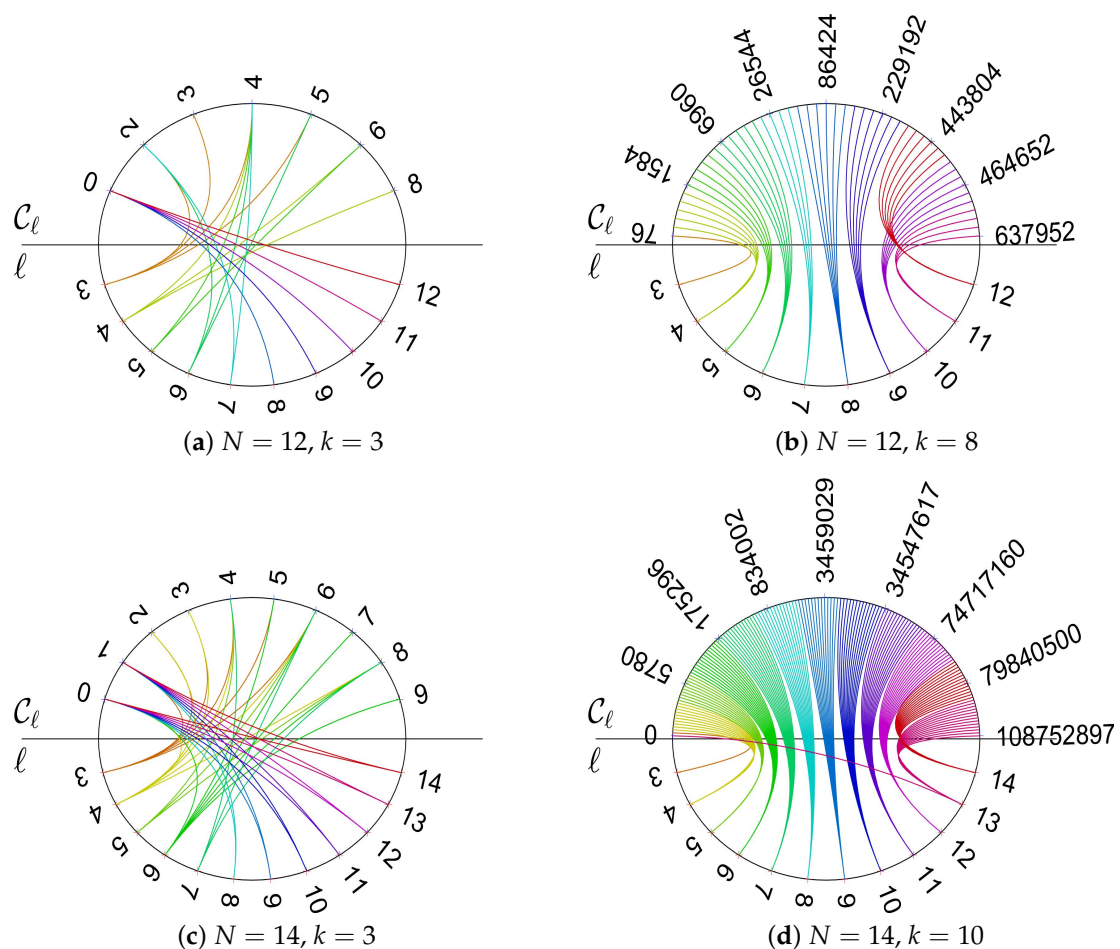 0 2 3 4 5 6 8
𝒞ℓ
ℓ
3 4 5 6 7 8 9 10 11 12
(a) N = 12, k = 3
76 1584 6960 26544 86424 229192 443804 464652 637952
𝒞ℓ
ℓ
3 4 5 6 7 8 9 10 11 12
(b) N = 12, k = 8
0 1 2 3 4 5 6 7 8 9
𝒞ℓ
ℓ
3 4 5 6 7 8 9 10 11 12 13 14
(c) N = 14, k = 3
0 5780 175296 834002 3459029 34547617 74717160 79840500 108752897
𝒞ℓ
ℓ
3 4 5 6 7 8 9 10 11 12 13 14
(d) N = 14, k = 10